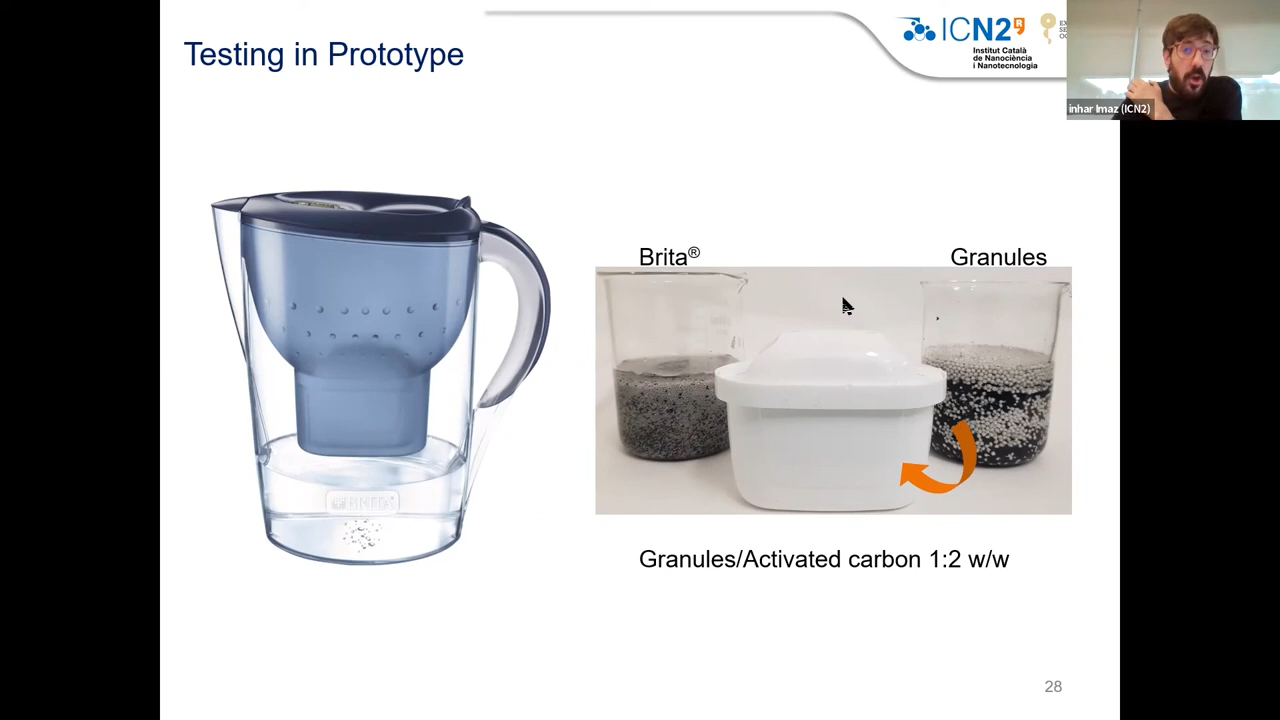 Testing in Prototype
ICN2
Institut Català
de Nanociència
i Nanotecnologia
inhar Imaz (ICN2)
Brita®
Granules
BRITA
Granules/Activated carbon 1:2 w/w
28